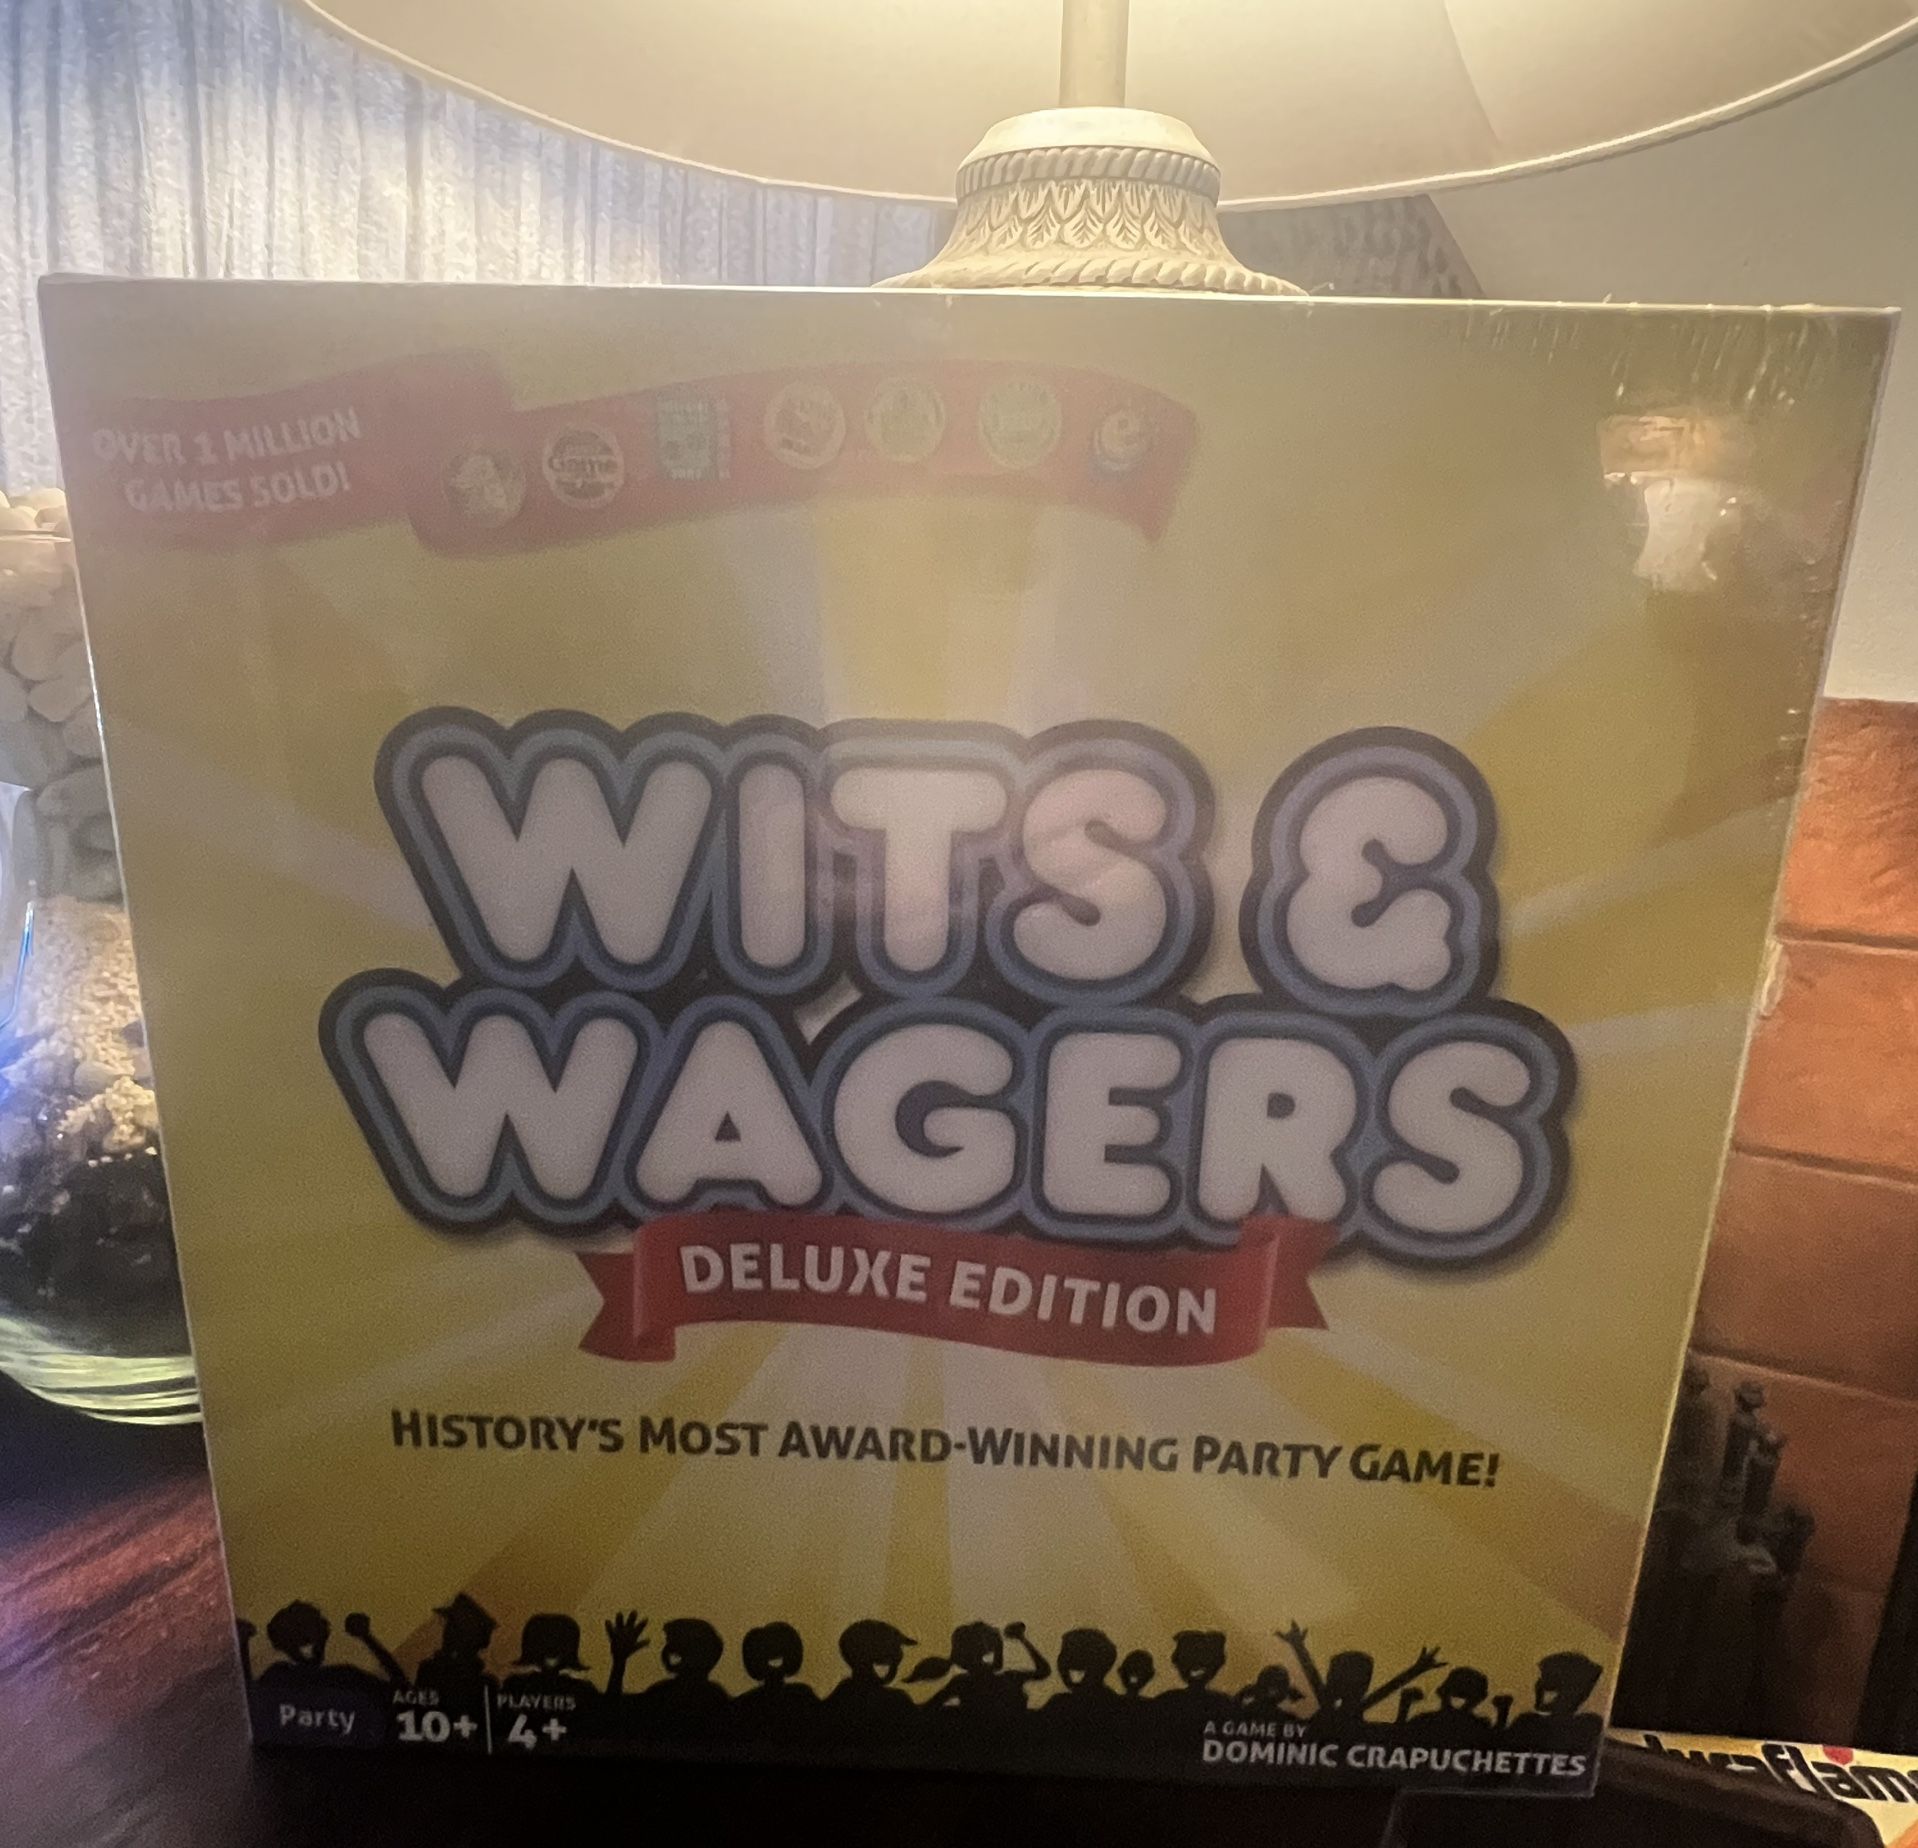 OVER 1 MILLION
GAMES SOLD!
Game
WITS &
WAGERS
DELUXE EDITION
HISTORY'S MOST AWARD-WINNING PARTY GAME!
Party
AGES
10+
PLAYERS
4+
A GAME BY
DOMINIC CRAPUCHETTES